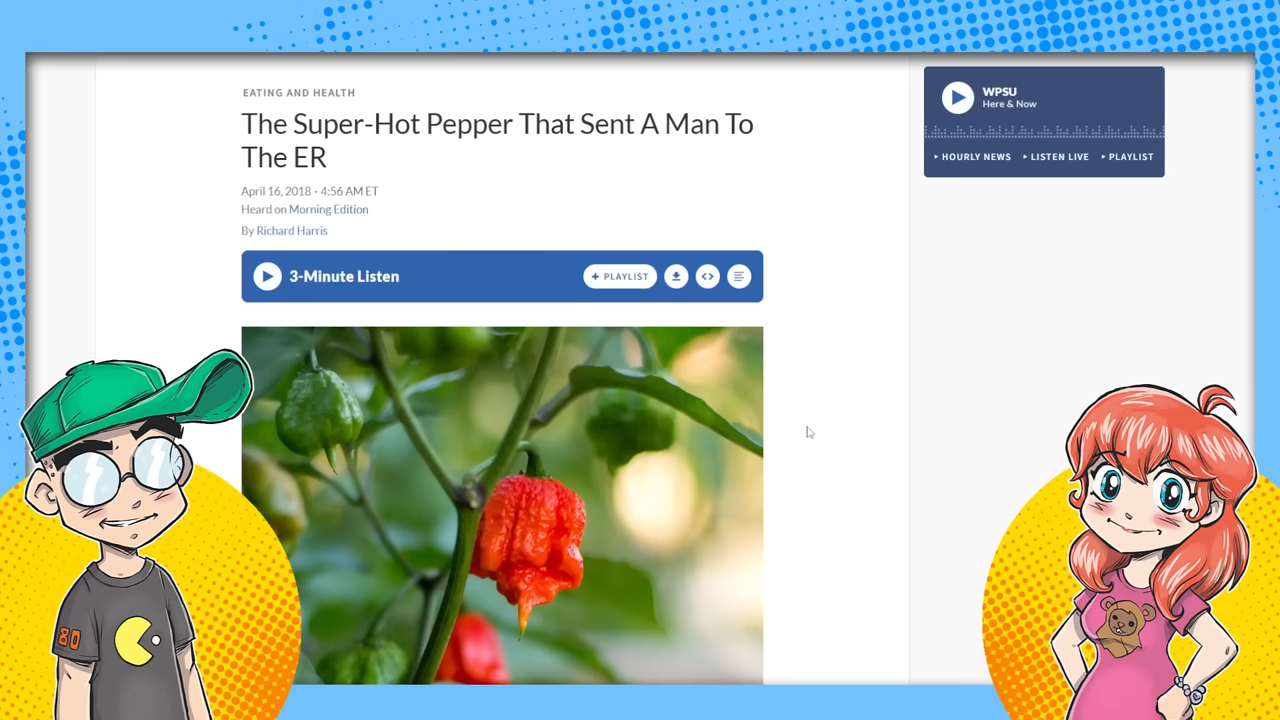 EATING AND HEALTH
The Super-Hot Pepper That Sent A Man To
The ER
April 16, 2018 · 4:56 AM ET
Heard on Morning Edition
By Richard Harris
3-Minute Listen
+ PLAYLIST
WPSU
Here & Now
HOURLY NEWS
LISTEN LIVE
PLAYLIST
80